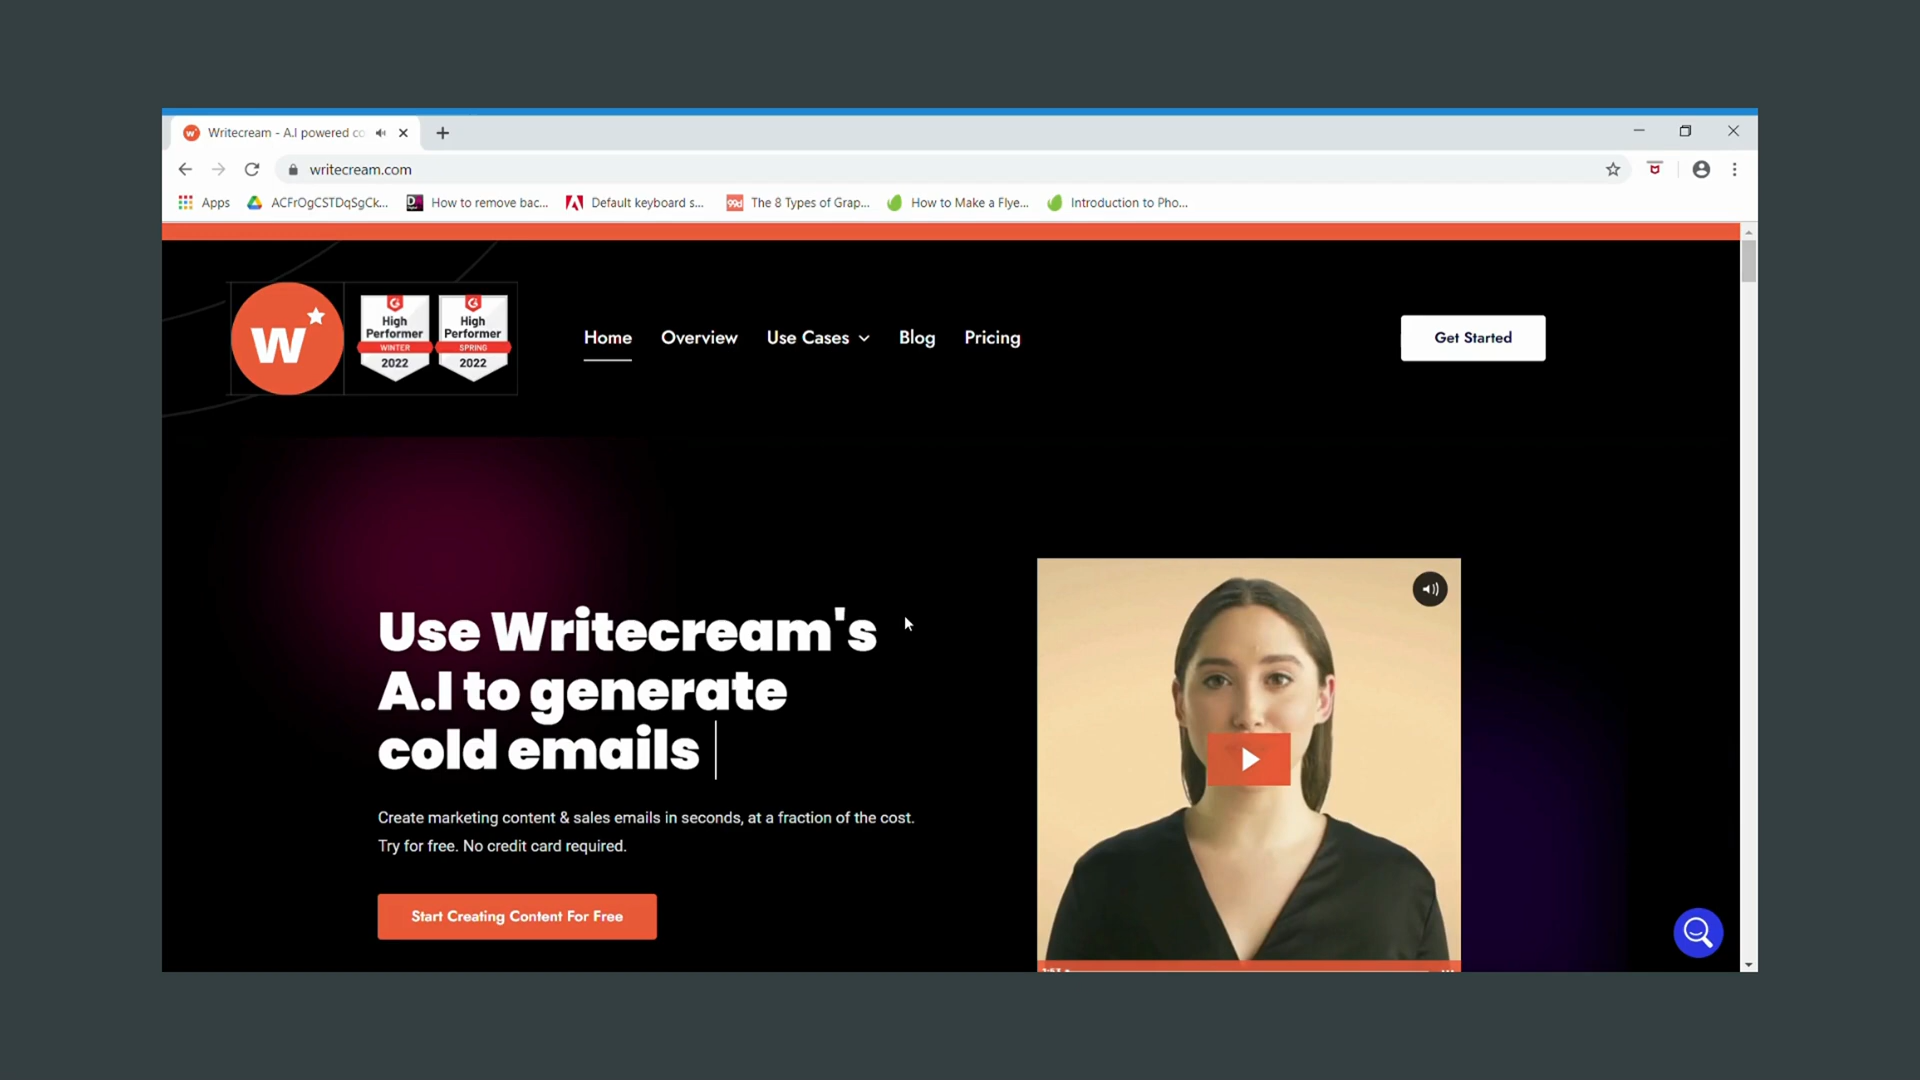 Writecream - A.I powered co
writecream.com
Apps
ACFrOgCSTDqSgCk...
How to remove bac...
Default keyboard s...
99d
The 8 Types of Grap...
How to Make a Flye...
Introduction to Pho...
w
High
Performer
WINTER
2022
High
Performer
SPRING
2022
Home
Overview
Use Cases
Blog
Pricing
Get Started
Use Writecream's
A.I to generate
cold emails
Create marketing content & sales emails in seconds, at a fraction of the cost.
Try for free. No credit card required.
Start Creating Content For Free